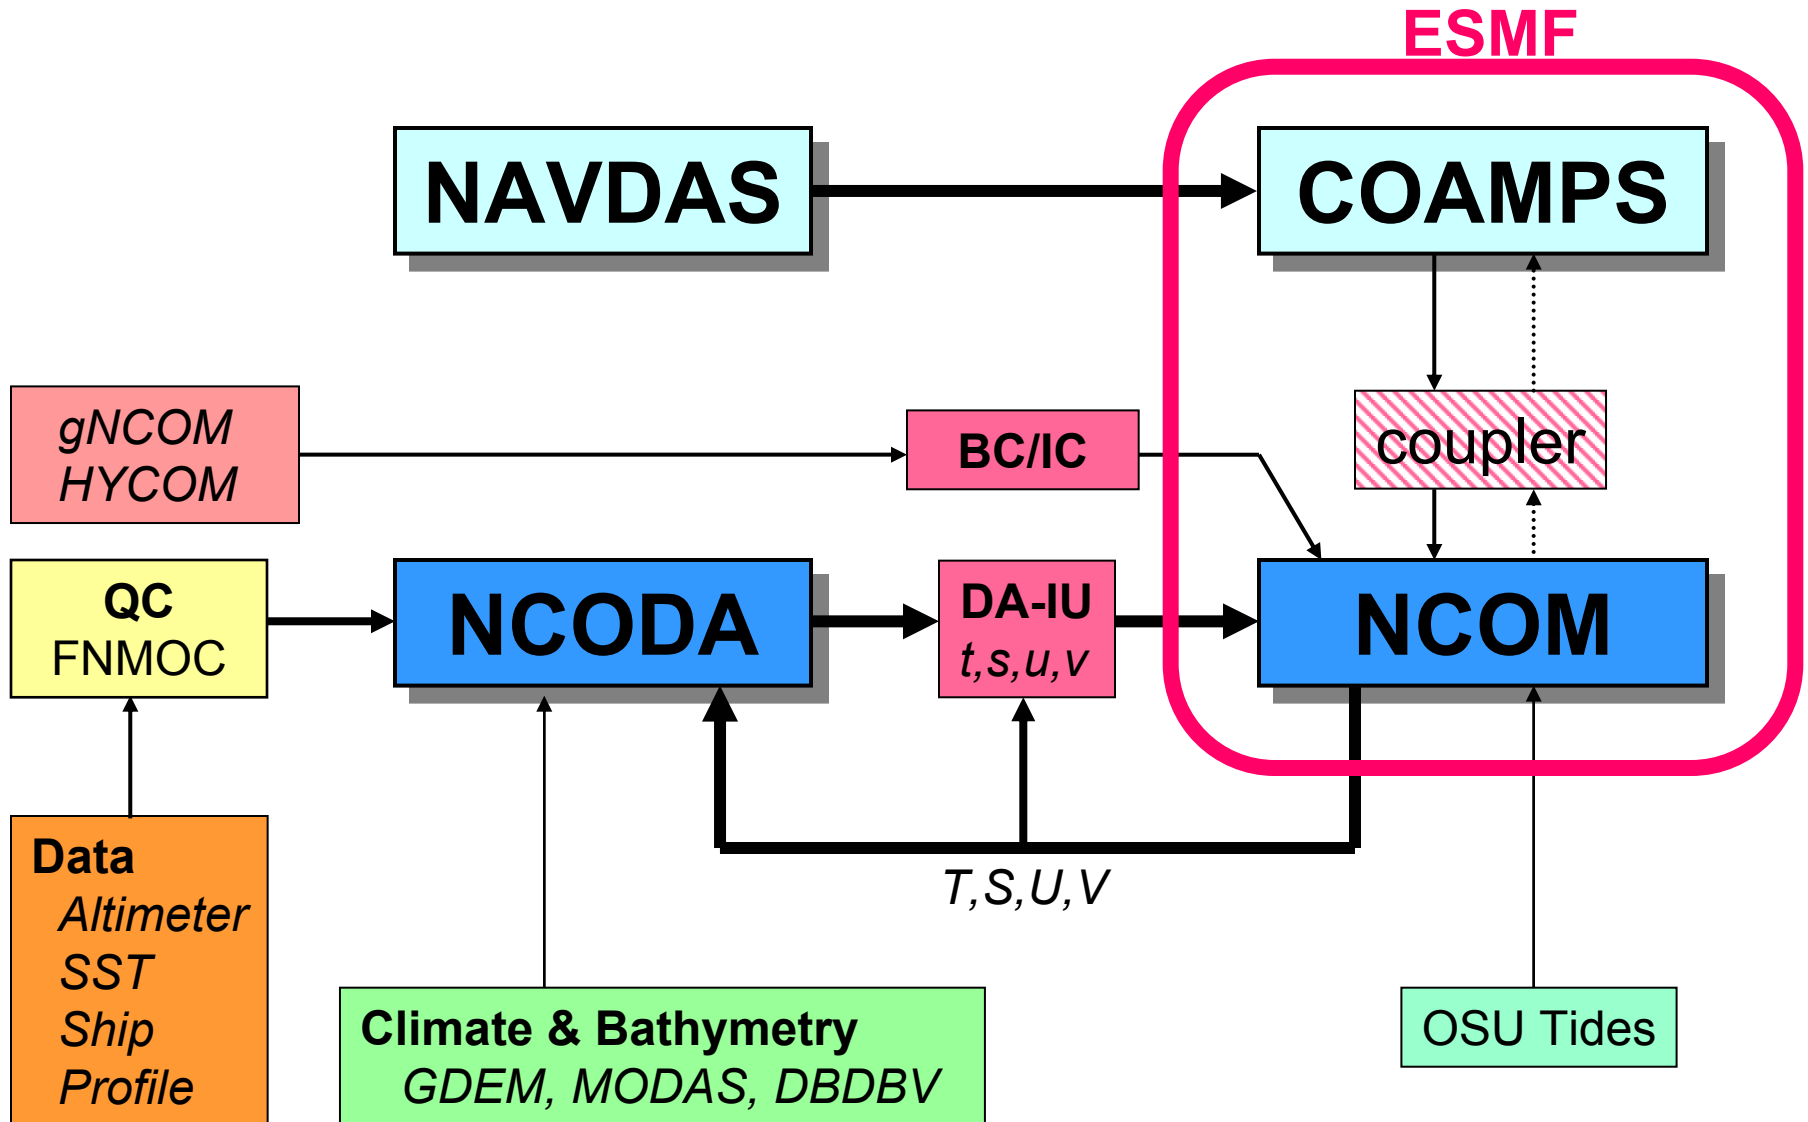 ESMF
NAVDAS
COAMPS
gNCOM
HYCOM
BC/IC
coupler
QC
FNMOC
NCODA
DA-IU
t,s,u,v
NCOM
T,S,U,V
Data
Altimeter
SST
Ship
Profile
Climate & Bathymetry
GDEM, MODAS, DBDBV
OSU Tides